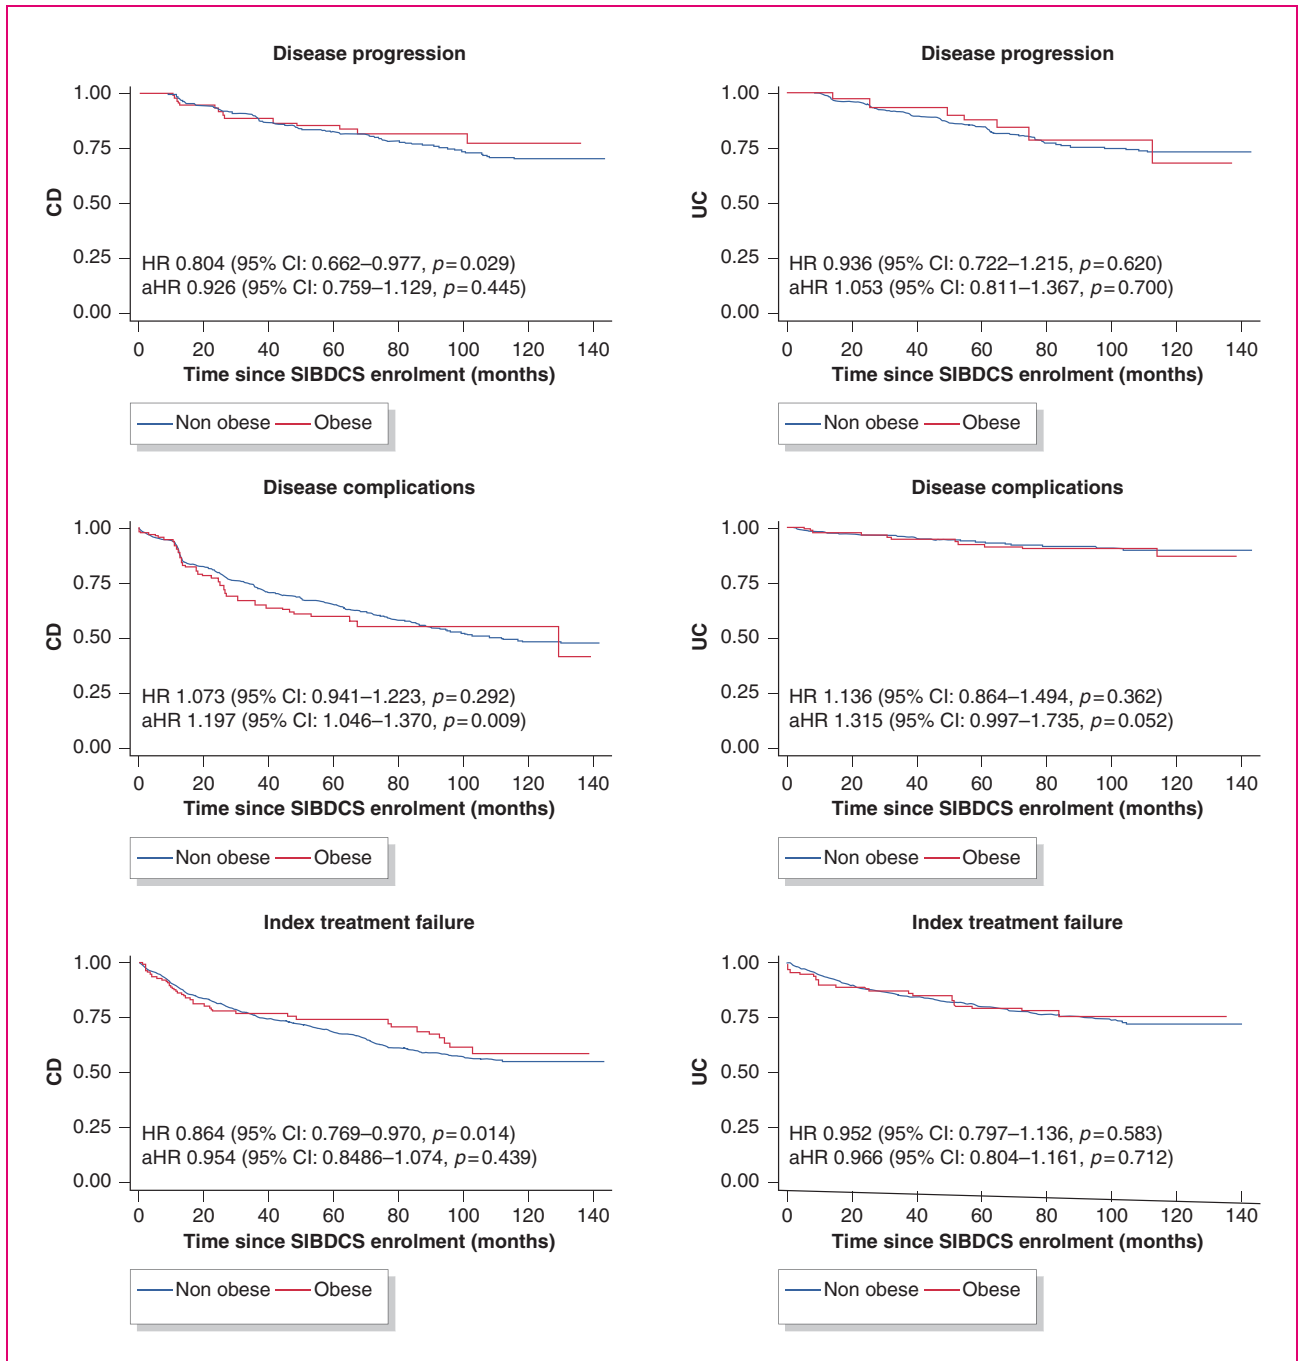 Disease progression
1.00
0.75
0.50
0.25
0.00
CD
HR 0.804 (95% CI: 0.662–0.977, p=0.029)
aHR 0.926 (95% CI: 0.759–1.129, p=0.445)
0 20 40 60 80 100 120 140
Time since SIBDCS enrolment (months)
Non obese Obese
Disease progression
1.00
0.75
0.50
0.25
0.00
UC
HR 0.936 (95% CI: 0.722–1.215, p=0.620)
aHR 1.053 (95% CI: 0.811–1.367, p=0.700)
0 20 40 60 80 100 120 140
Time since SIBDCS enrolment (months)
Non obese Obese
Disease complications
1.00
0.75
0.50
0.25
0.00
CD
HR 1.073 (95% CI: 0.941–1.223, p=0.292)
aHR 1.197 (95% CI: 1.046–1.370, p=0.009)
0 20 40 60 80 100 120 140
Time since SIBDCS enrolment (months)
Non obese Obese
Disease complications
1.00
0.75
0.50
0.25
0.00
UC
HR 1.136 (95% CI: 0.864–1.494, p=0.362)
aHR 1.315 (95% CI: 0.997–1.735, p=0.052)
0 20 40 60 80 100 120 140
Time since SIBDCS enrolment (months)
Non obese Obese
Index treatment failure
1.00
0.75
0.50
0.25
0.00
CD
HR 0.864 (95% CI: 0.769–0.970, p=0.014)
aHR 0.954 (95% CI: 0.8486–1.074, p=0.439)
0 20 40 60 80 100 120 140
Time since SIBDCS enrolment (months)
Non obese Obese
Index treatment failure
1.00
0.75
0.50
0.25
0.00
UC
HR 0.952 (95% CI: 0.797–1.136, p=0.583)
aHR 0.966 (95% CI: 0.804–1.161, p=0.712)
0 20 40 60 80 100 120 140
Time since SIBDCS enrolment (months)
Non obese Obese